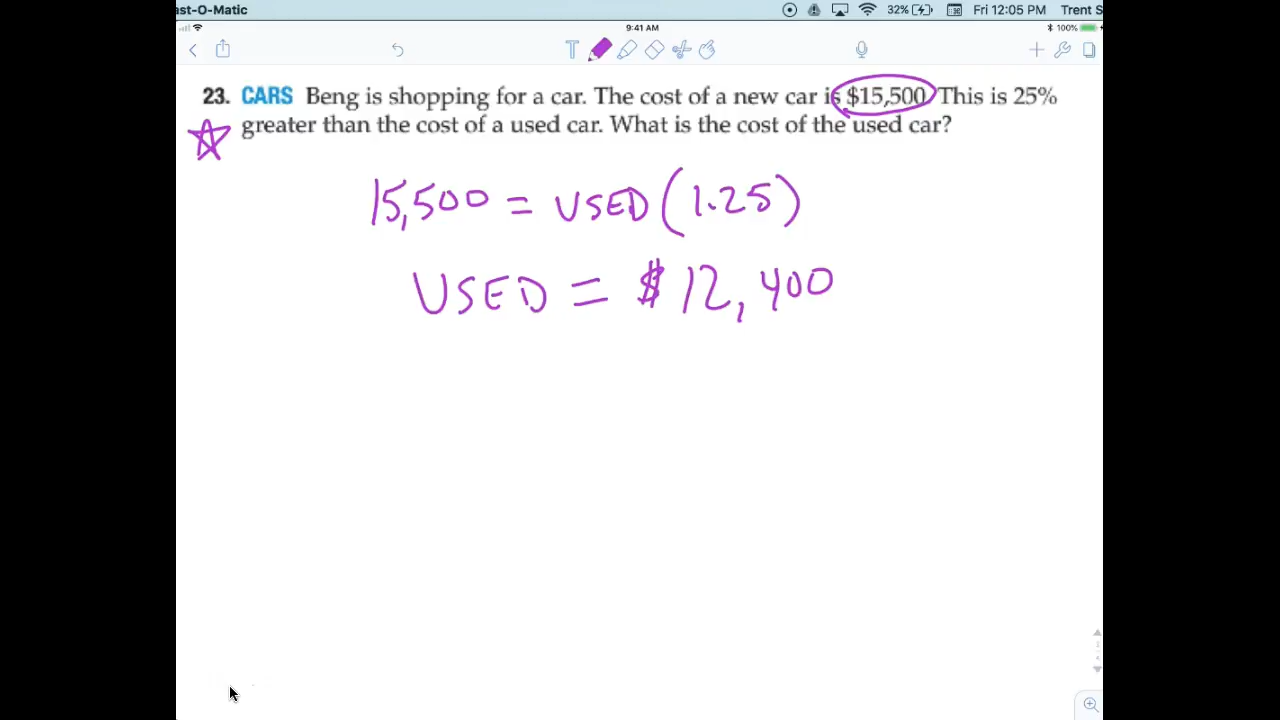 ast-O-Matic 32% Fri 12:05 PM Trent S
9:41 AM 100%
T
23. CARS Beng is shopping for a car. The cost of a new car is $15,500. This is 25%
greater than the cost of a used car. What is the cost of the used car?
15,500 = USED (1.25)
USED = $12,400